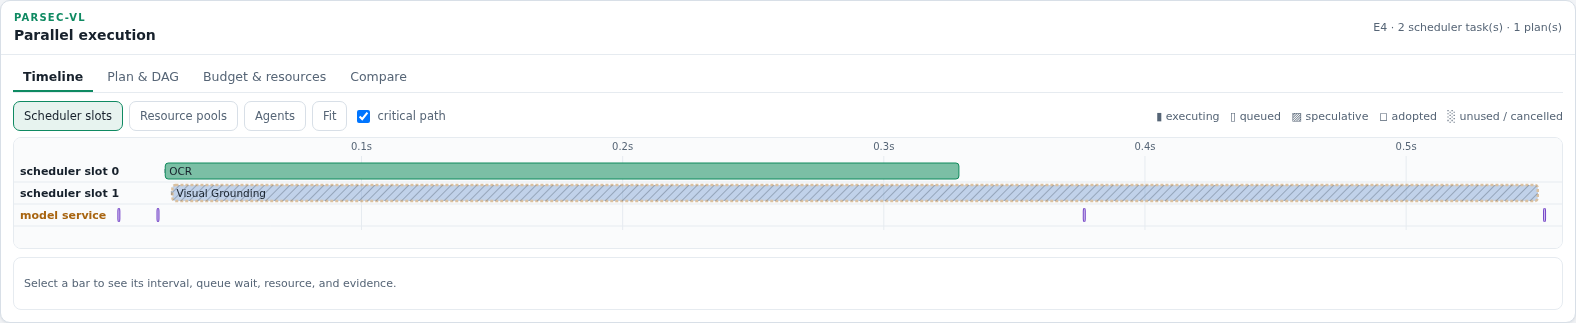 PARSEC-VL
Parallel execution
E4 · 2 scheduler task(s) · 1 plan(s)
Timeline Plan & DAG Budget & resources Compare
Scheduler slots Resource pools Agents Fit critical path
executing queued speculative adopted unused / cancelled
0.1s 0.2s 0.3s 0.4s 0.5s
scheduler slot 0 OCR
scheduler slot 1 Visual Grounding
model service
Select a bar to see its interval, queue wait, resource, and evidence.